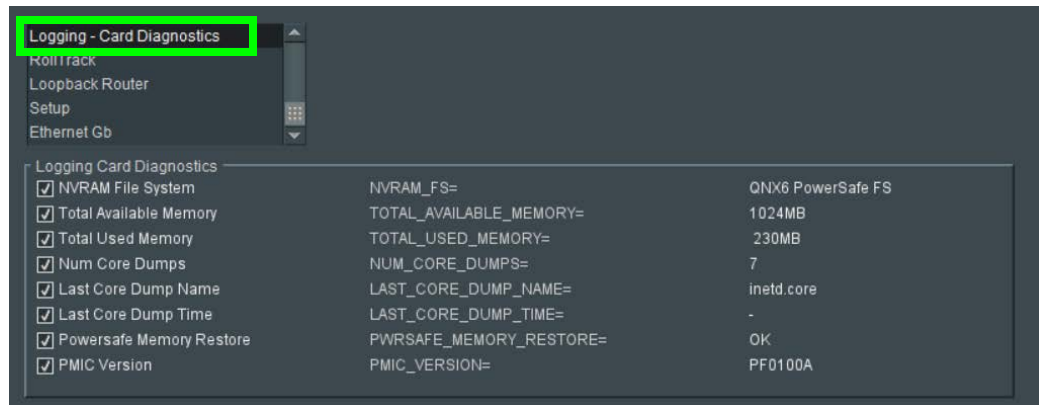 Logging - Card Diagnostics
RollTrack
Loopback Router
Setup
Ethernet Gb
Logging Card Diagnostics
NVRAM File System NVRAM_FS= QNX6 PowerSafe FS
Total Available Memory TOTAL_AVAILABLE_MEMORY= 1024MB
Total Used Memory TOTAL_USED_MEMORY= 230MB
Num Core Dumps NUM_CORE_DUMPS= 7
Last Core Dump Name LAST_CORE_DUMP_NAME= inetd.core
Last Core Dump Time LAST_CORE_DUMP_TIME= -
Powersafe Memory Restore PWRSAFE_MEMORY_RESTORE= OK
PMIC Version PMIC_VERSION= PF0100A